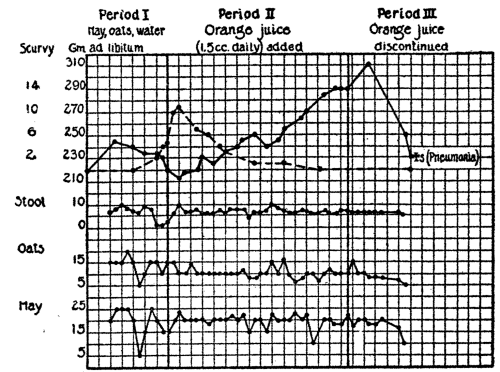 Period I Period II Period III
Hay, oats, water Orange juice Orange juice
Scurvy Gm. ad libitum (1.5cc. daily) added discontinued
310
14 290
10 270
6 250
2 230
210
(Pneumonia)
Stool 10
0
Oats 15
5
Hay 25
15
5